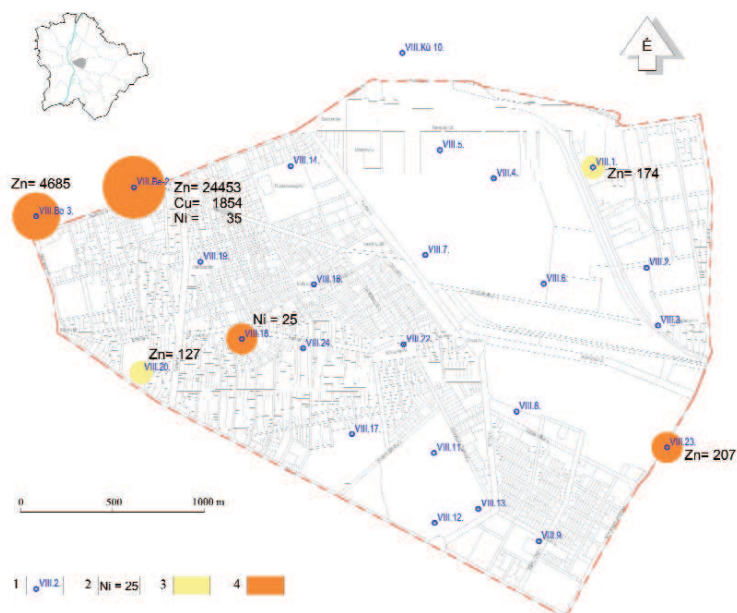 VIII.Kü 10.
É
VIII.5.
VIII.14.
VIII.4.
VIII.1.
Zn= 174
Zn= 4685
VIII.Be 2.
Zn= 24453
Cu= 1854
Ni = 35
VIII.Bo 3.
VIII.7.
VIII.19.
VIII.2.
VIII.18.
VIII.6.
Ni = 25
VIII.3.
VIII.16.
VIII.24.
VIII.22.
Zn= 127
VIII.20.
VIII.8.
VIII.17.
VIII.23.
Zn= 207
VIII.11.
0 500 1000 m
VIII.13.
VIII.12.
VIII.9.
1 VIII.2. 2 Ni = 25 3 4